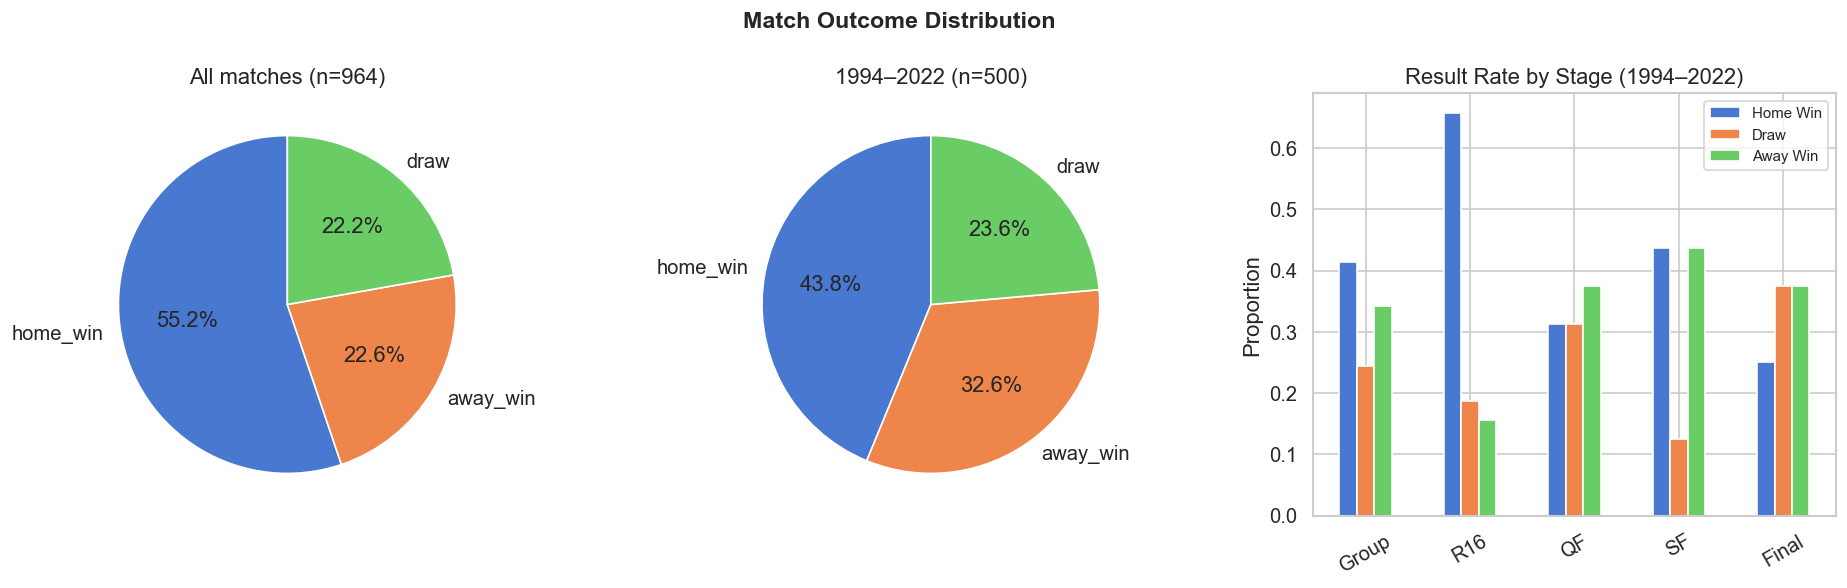 Match Outcome Distribution
All matches (n=964)
draw
22.2%
home_win
55.2%
22.6%
away_win
1994–2022 (n=500)
draw
23.6%
home_win
43.8%
32.6%
away_win
Result Rate by Stage (1994–2022)
Home Win
Draw
Away Win
Proportion
0.6
0.5
0.4
0.3
0.2
0.1
0.0
Group
R16
QF
SF
Final